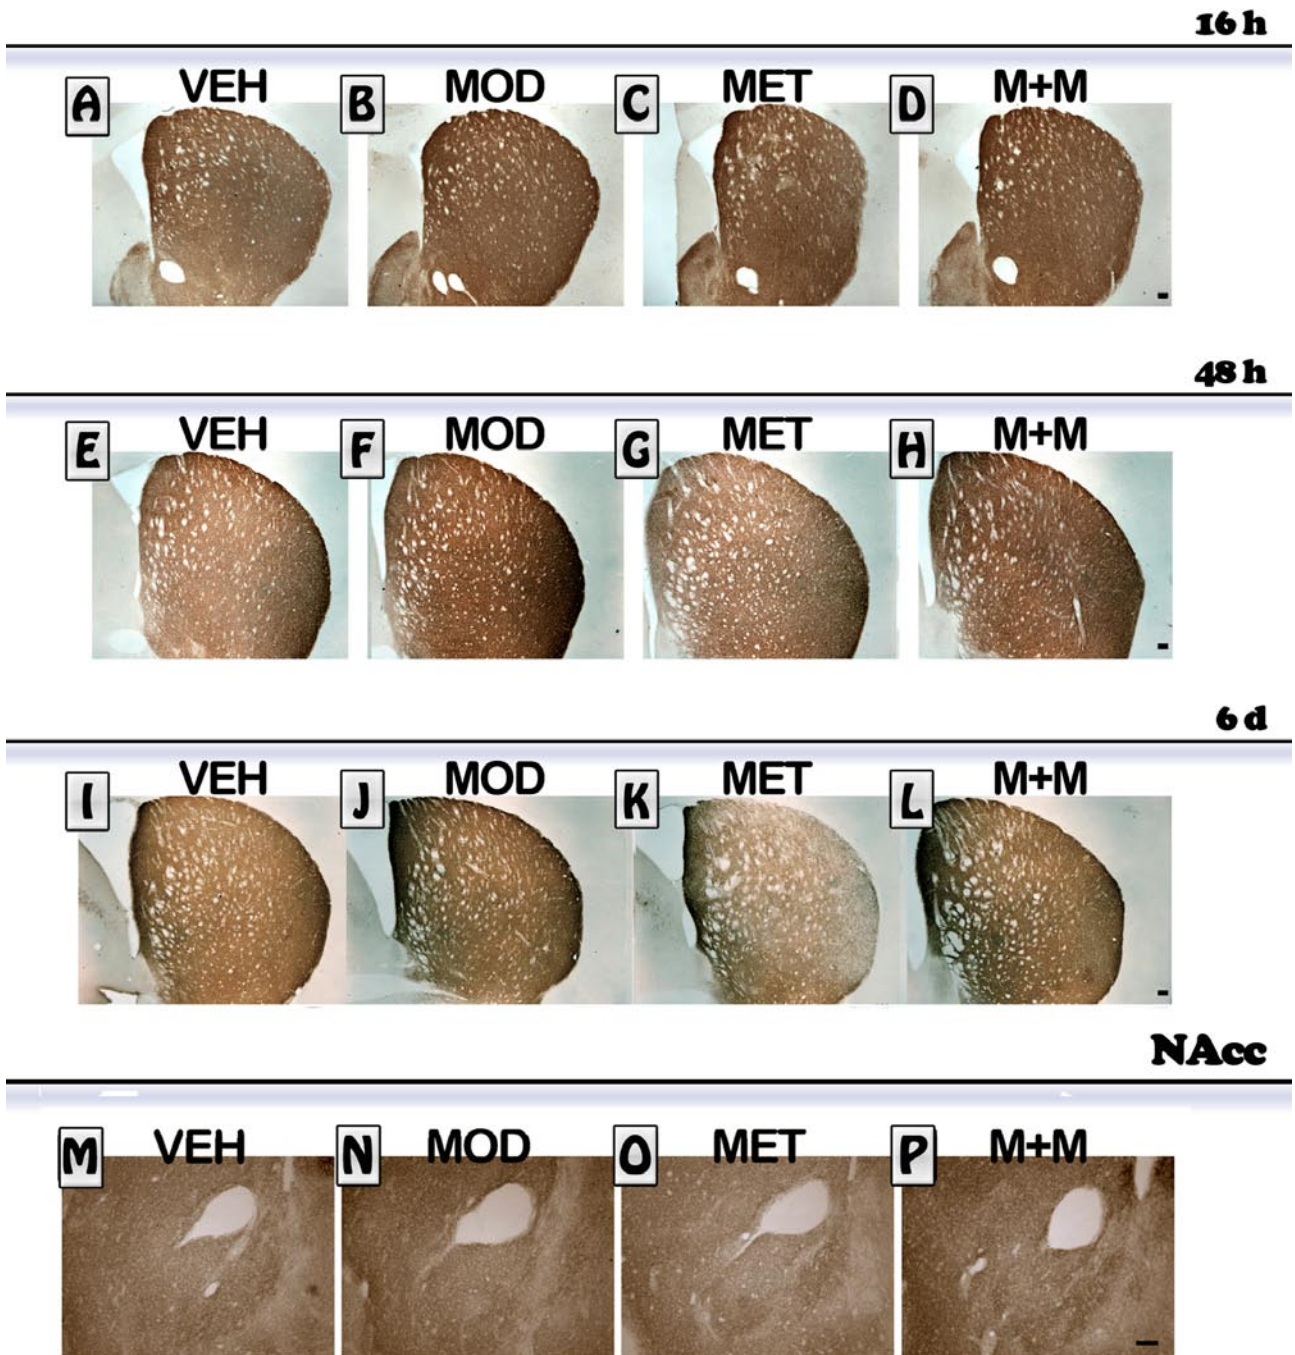 16 h
A VEH B MOD C MET D M+M
48 h
E VEH F MOD G MET H M+M
6 d
I VEH J MOD K MET L M+M
NAcc
M VEH N MOD O MET P M+M